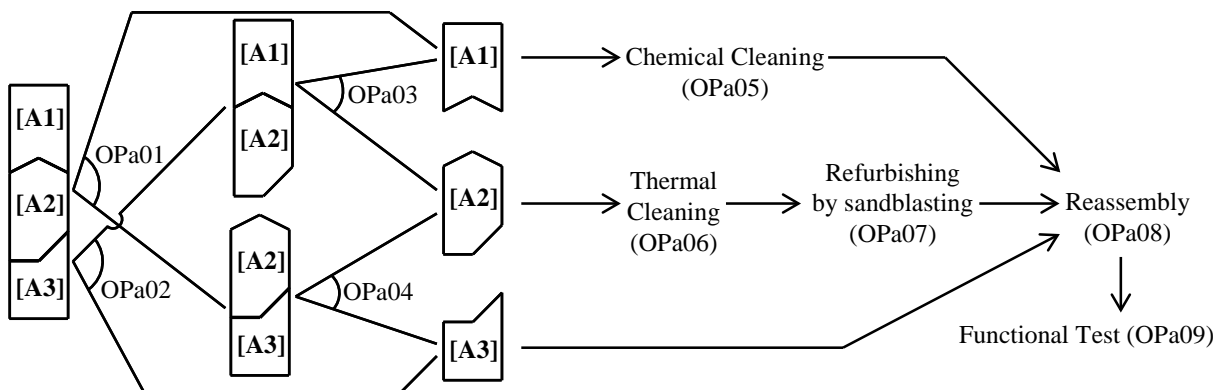 [A1]
[A2]
[A3]
OPa01
OPa02
[A1]
[A2]
[A2]
[A3]
OPa03
OPa04
[A1]
[A2]
[A3]
Chemical Cleaning
(OPa05)
Thermal
Cleaning
(OPa06)
Refurbishing
by sandblasting
(OPa07)
Reassembly
(OPa08)
Functional Test (OPa09)